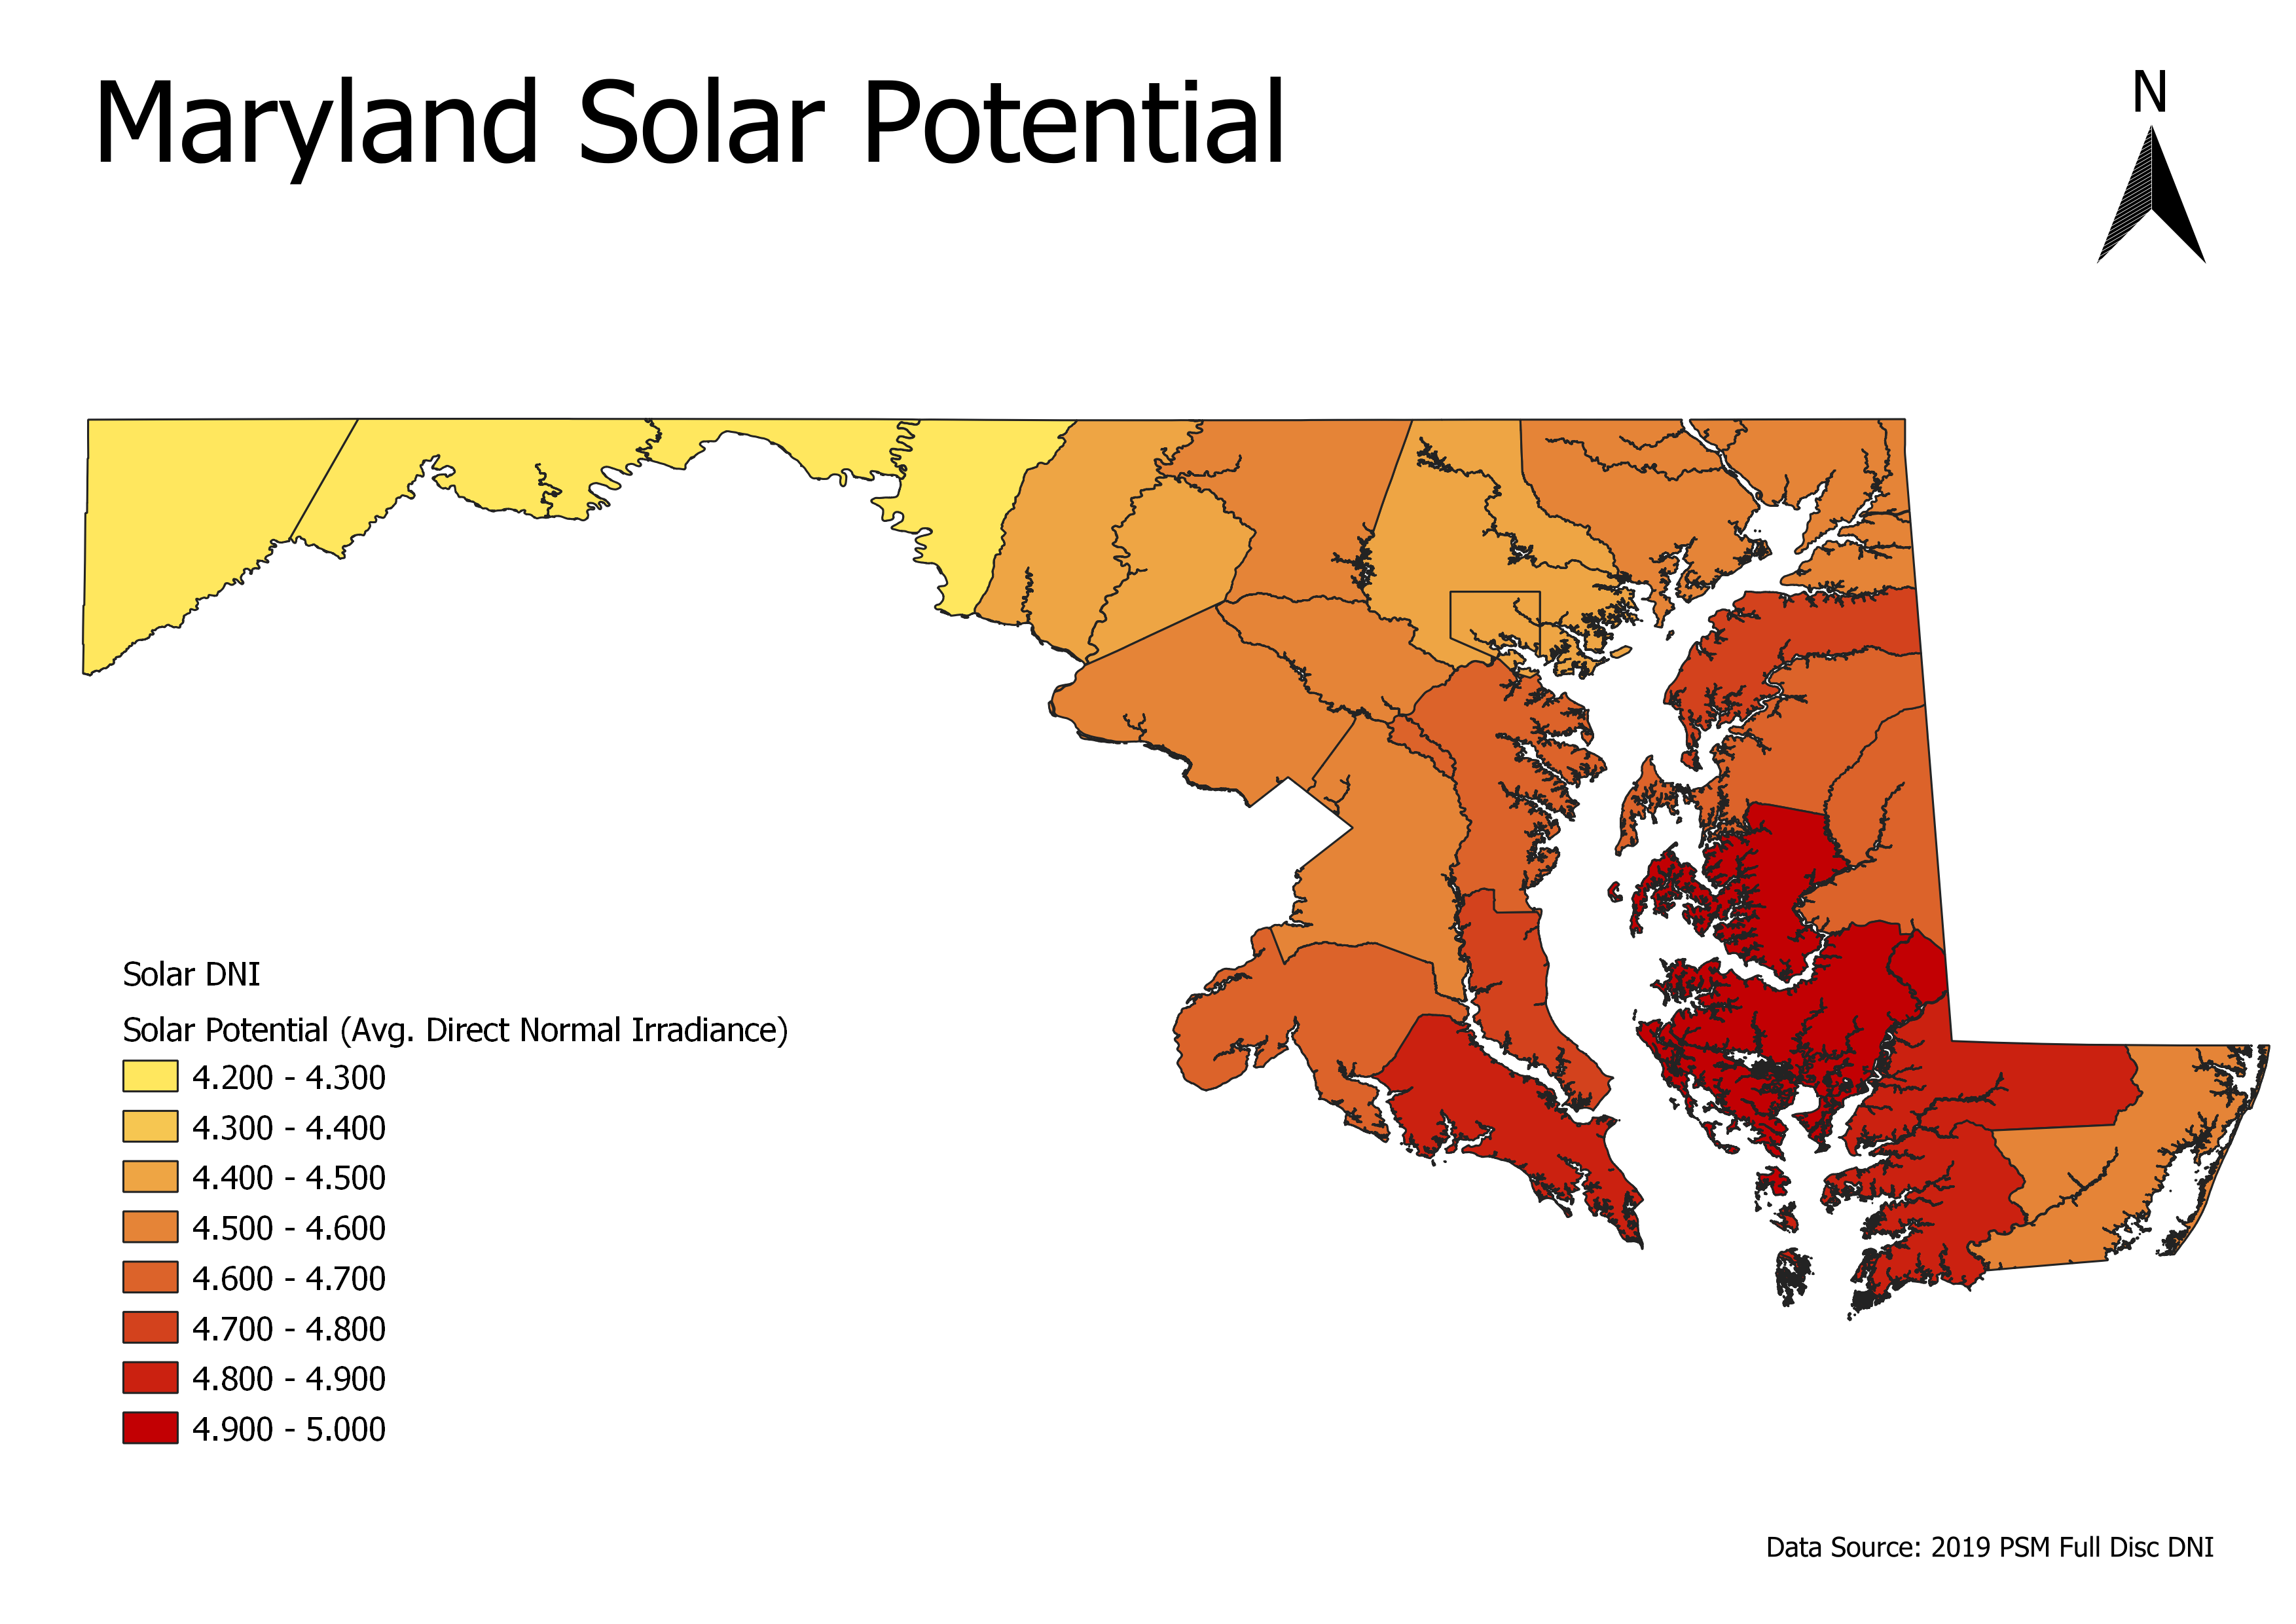 Maryland Solar Potential
N
Solar DNI
Solar Potential (Avg. Direct Normal Irradiance)
4.200 - 4.300
4.300 - 4.400
4.400 - 4.500
4.500 - 4.600
4.600 - 4.700
4.700 - 4.800
4.800 - 4.900
4.900 - 5.000
Data Source: 2019 PSM Full Disc DNI